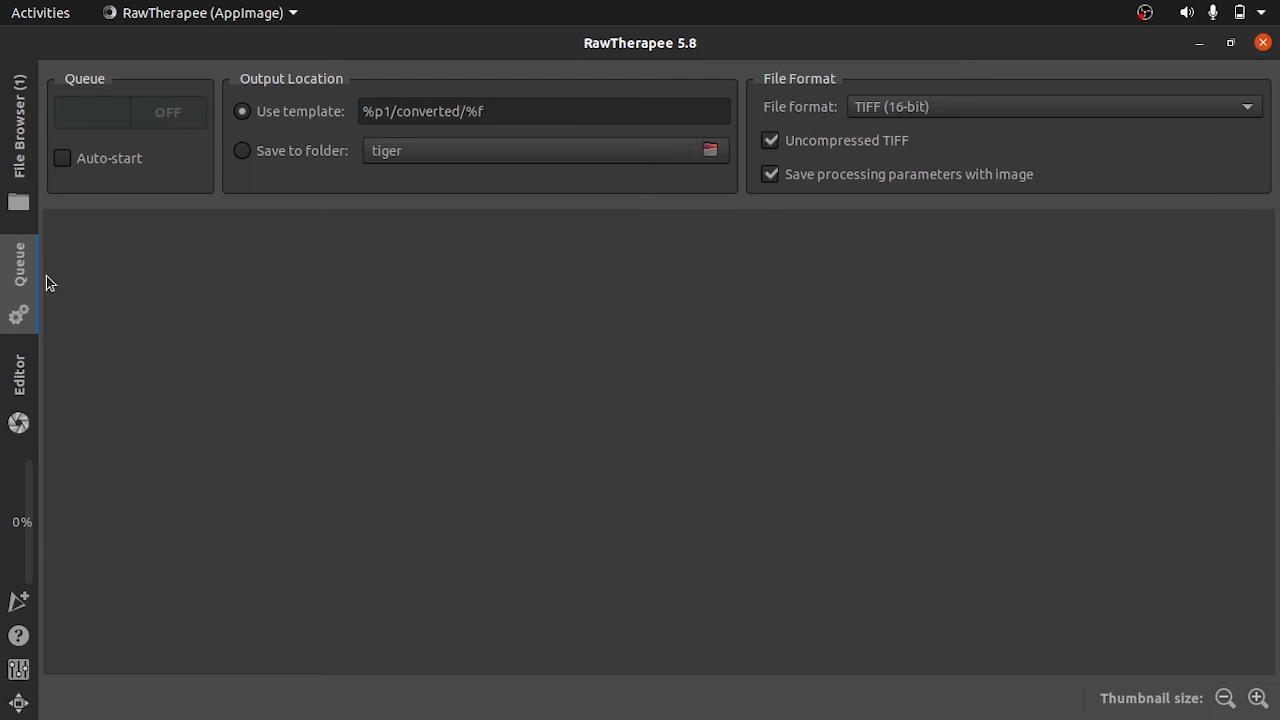 Activities
RawTherapee (AppImage)
RawTherapee 5.8
File Browser (1)
Queue
Editor
0%
Queue
OFF
Auto-start
Output Location
Use template: %p1/converted/%f
Save to folder: tiger
File Format
File format: TIFF (16-bit)
Uncompressed TIFF
Save processing parameters with image
Thumbnail size: